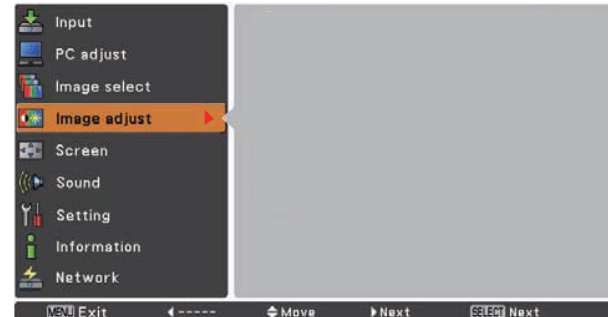 Input
PC adjust
Image select
Image adjust
Screen
Sound
Setting
Information
Network
MENU Exit ----- Move Next SELECT Next